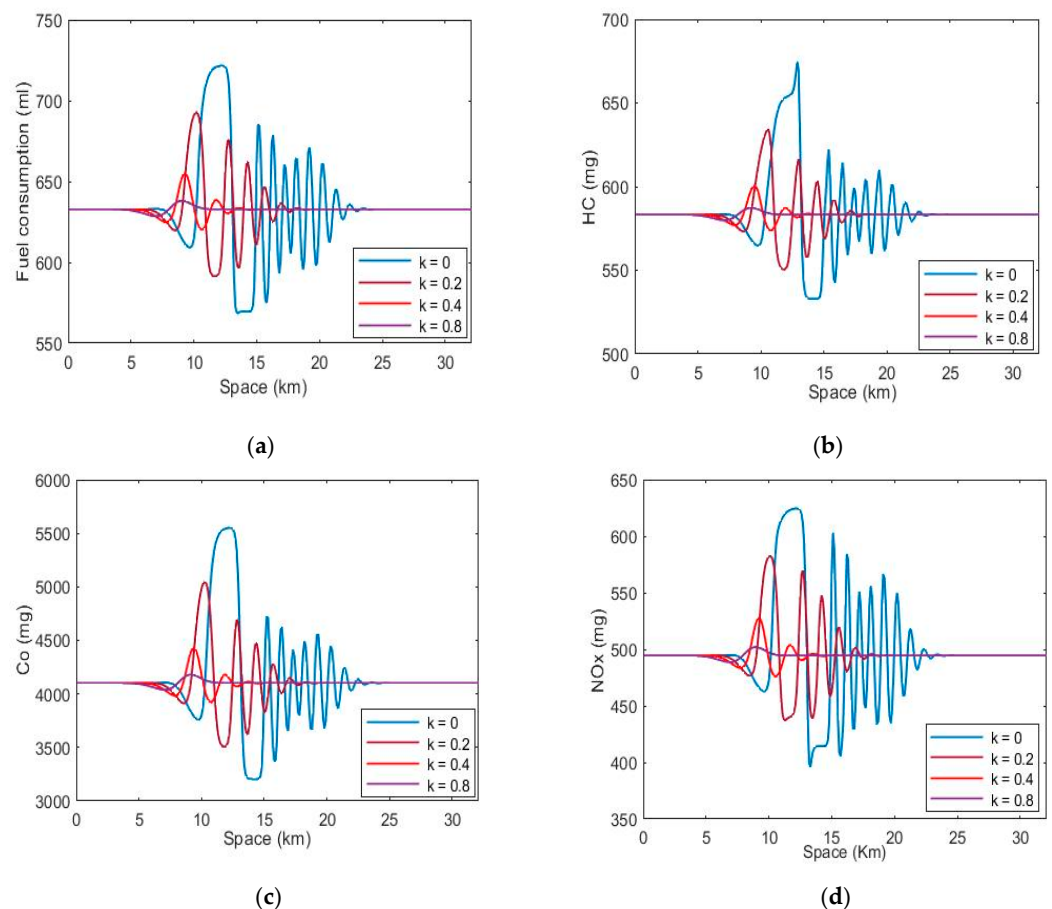 750
700
650
600
550
Fuel consumption (ml)
0 5 10 15 20 25 30
Space (km)
k = 0
k = 0.2
k = 0.4
k = 0.8
(a)
700
650
600
550
500
HC (mg)
0 5 10 15 20 25 30
Space (km)
k = 0
k = 0.2
k = 0.4
k = 0.8
(b)
6000
5500
5000
4500
4000
3500
3000
Co (mg)
0 5 10 15 20 25 30
Space (km)
k = 0
k = 0.2
k = 0.4
k = 0.8
(c)
650
600
550
500
450
400
350
NOx (mg)
0 5 10 15 20 25 30
Space (Km)
k = 0
k = 0.2
k = 0.4
k = 0.8
(d)